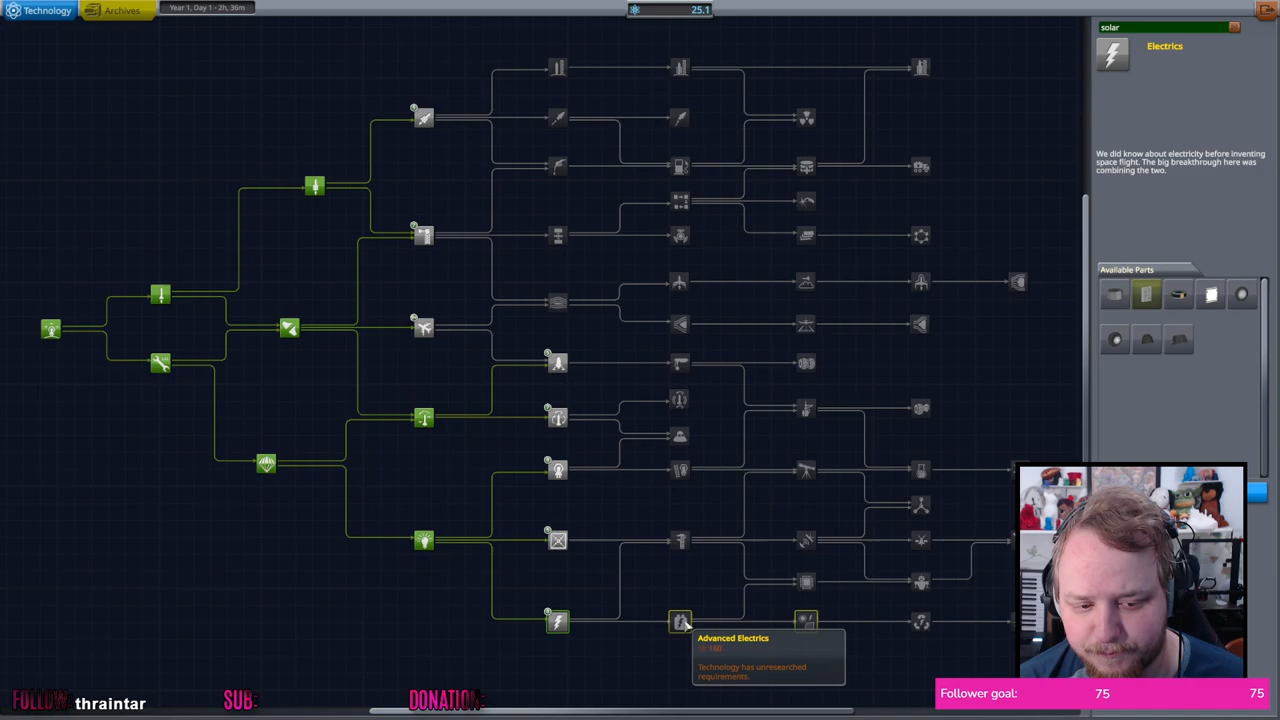 Technology
Archives
Year 1, Day 1 - 2h, 36m
25.1
solar
Electrics
We did know about electricity before inventing
space flight. The big breakthrough here was
combining the two.
Available Parts
Advanced Electrics
160
Technology has unresearched
requirements.
FOLLOW: thraintar
SUB:
DONATION:
Follower goal: 75 75